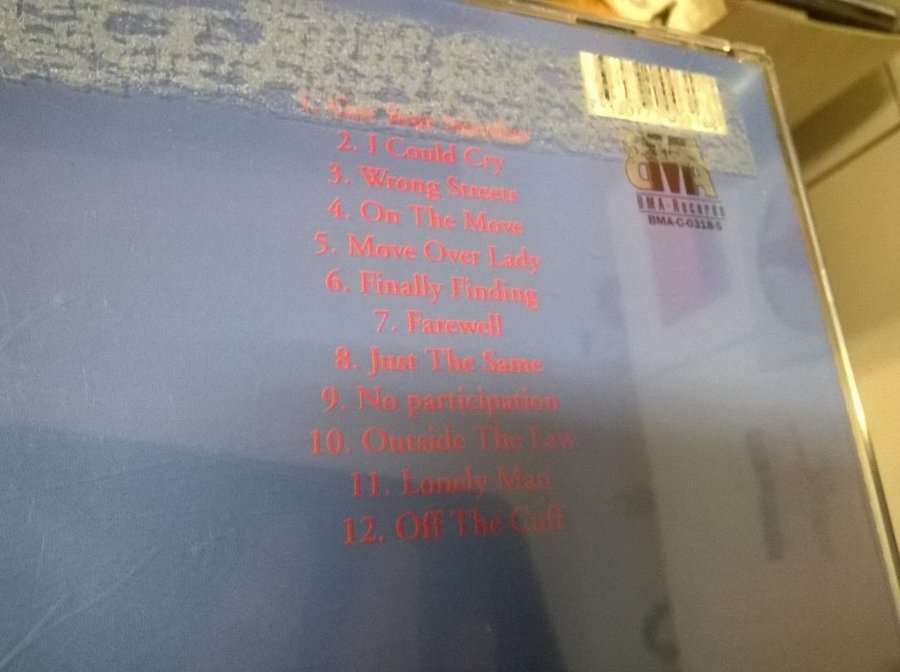 1.
2. I Could Cry
3. Wrong Streets
4. On The Move
5. Move Over Lady
6. Finally Finding
7. Farewell
8. Just The Same
9. No participation
10. Outside The Law
11. Lonely Man
12. Off The Cuff
BMA-Records